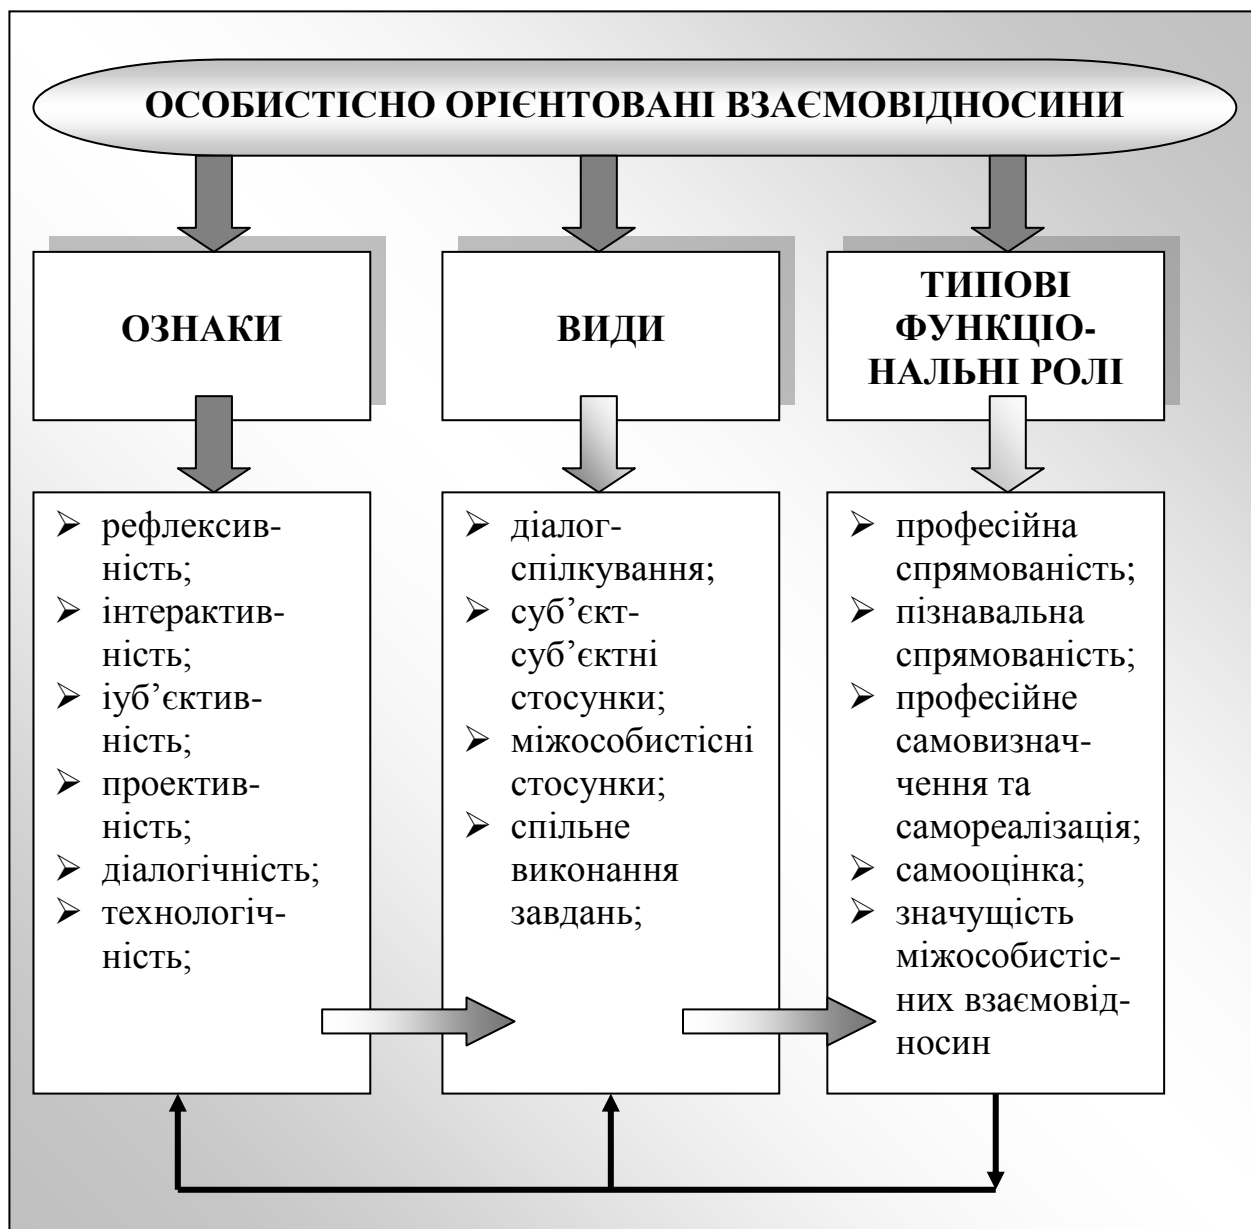 ОСОБИСТІСНО ОРІЄНТОВАНІ ВЗАЄМОВІДНОСИНИ
ОЗНАКИ
ВИДИ
ТИПОВІ
ФУНКЦІО-
НАЛЬНІ РОЛІ
рефлексив-
ність;
інтерактив-
ність;
іуб’єктив-
ність;
проектив-
ність;
діалогічність;
технологіч-
ність;
діалог-
спілкування;
суб’єкт-
суб’єктні
стосунки;
міжособистісні
стосунки;
спільне
виконання
завдань;
професійна
спрямованість;
пізнавальна
спрямованість;
професійне
самовизнач-
чення та
самореалізація;
самооцінка;
значущість
міжособистіс-
них взаємовід-
носин